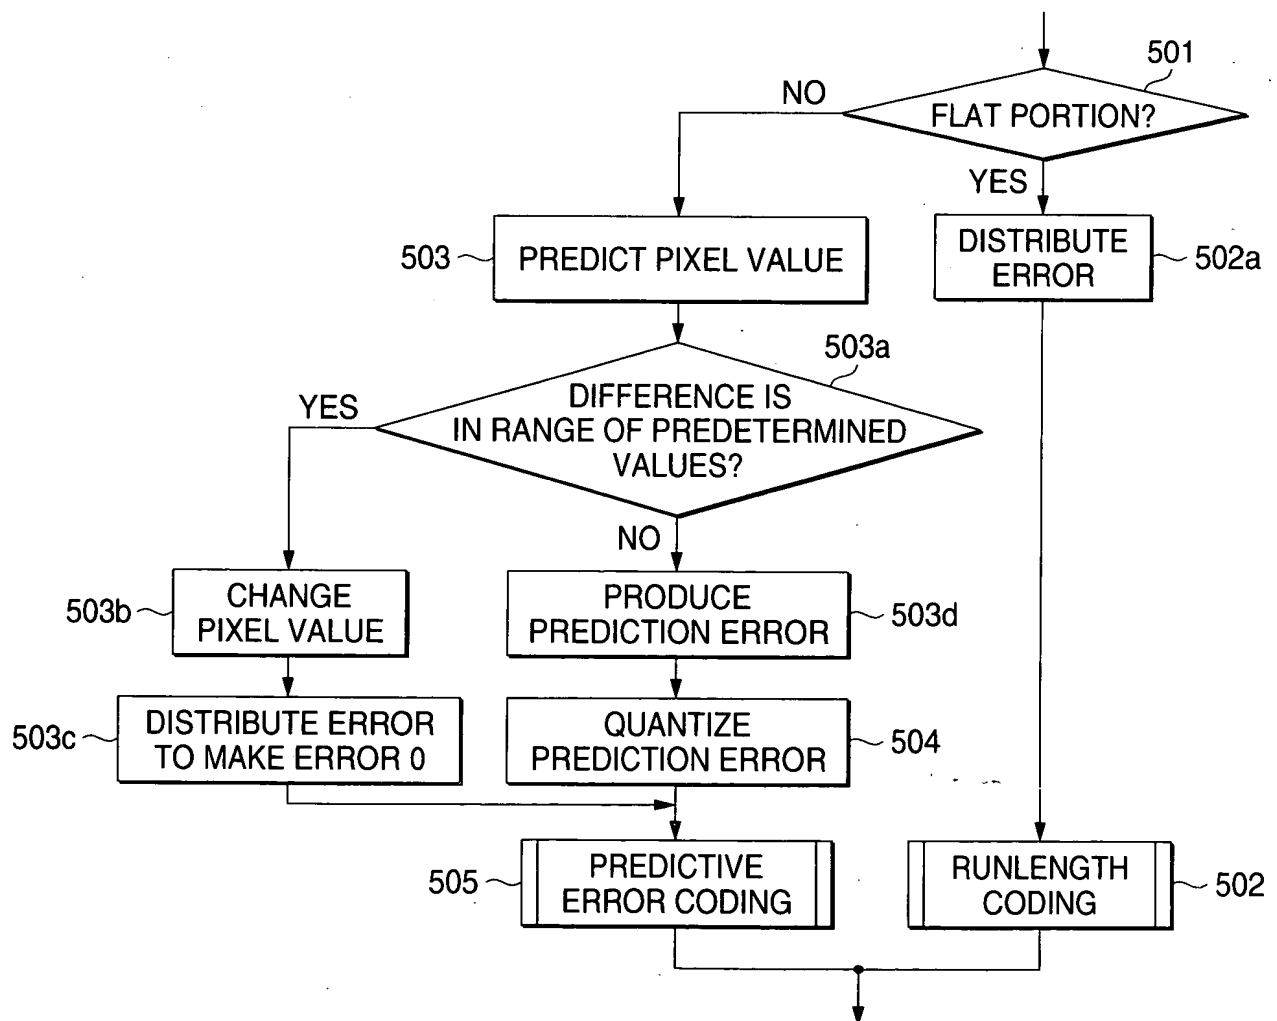 501
NO
FLAT PORTION?
YES
503
PREDICT PIXEL VALUE
DISTRIBUTE
ERROR
502a
503a
YES
DIFFERENCE IS
IN RANGE OF PREDETERMINED
VALUES?
NO
503b
CHANGE
PIXEL VALUE
PRODUCE
PREDICTION ERROR
503d
503c
DISTRIBUTE ERROR
TO MAKE ERROR 0
QUANTIZE
PREDICTION ERROR
504
505
PREDICTIVE
ERROR CODING
RUNLENGTH
CODING
502